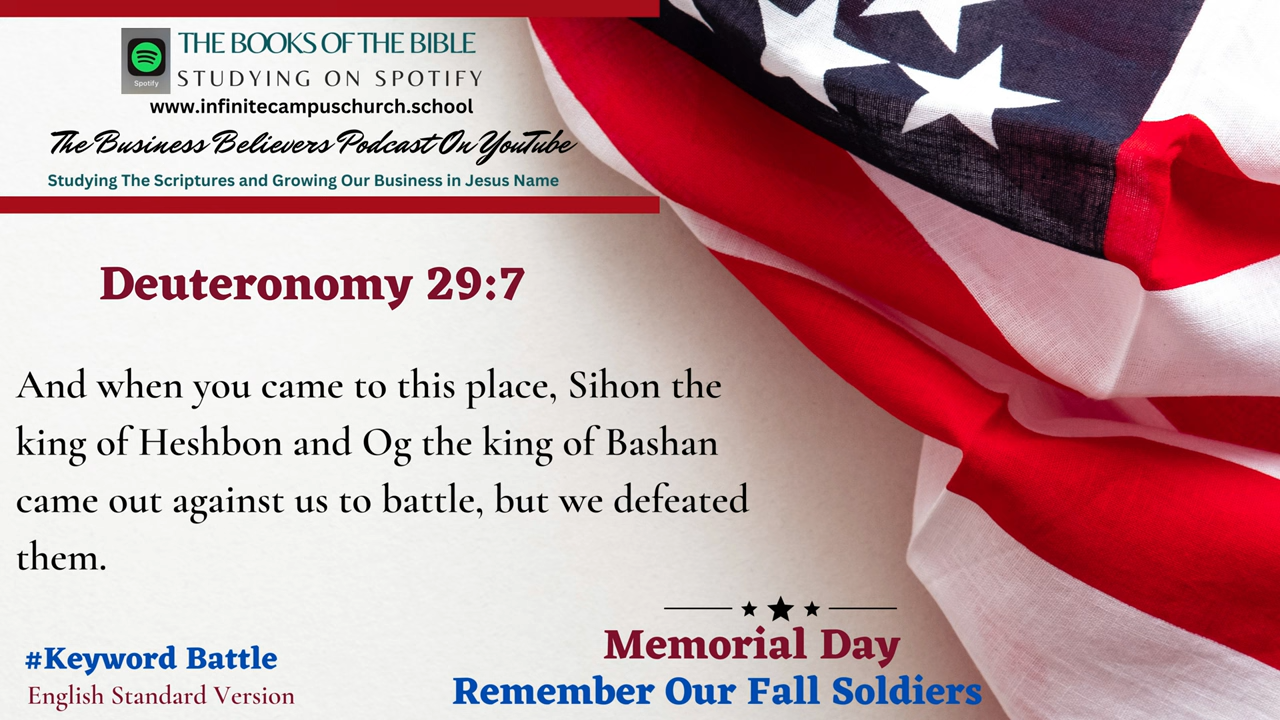 THE BOOKS OF THE BIBLE
Spotify
STUDYING ON SPOTIFY
www.infinitecampuschurch.school
The Business Believers Podcast On YouTube
Studying The Scriptures and Growing Our Business in Jesus Name
Deuteronomy 29:7
And when you came to this place, Sihon the
king of Heshbon and Og the king of Bashan
came out against us to battle, but we defeated
them.
#Keyword Battle
English Standard Version
Memorial Day
Remember Our Fall Soldiers